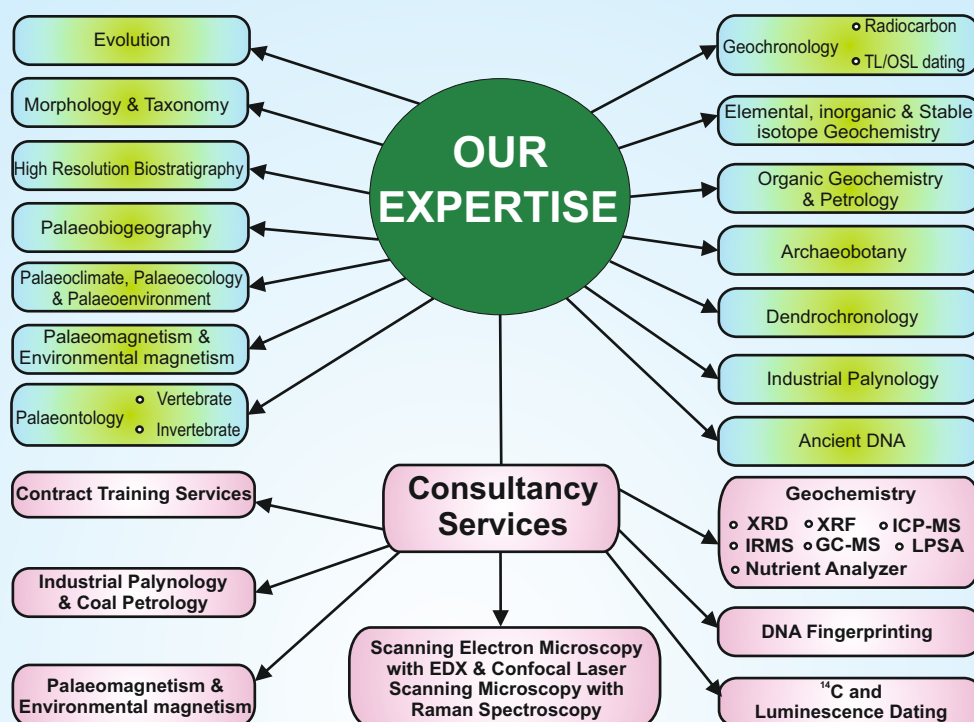 OUR
EXPERTISE
Evolution
Morphology & Taxonomy
High Resolution Biostratigraphy
Palaeobiogeography
Palaeoclimate, Palaeoecology
& Palaeoenvironment
Palaeomagnetism &
Environmental magnetism
Palaeontology
Vertebrate
Invertebrate
Geochronology
Radiocarbon
TL/OSL dating
Elemental, inorganic & Stable
isotope Geochemistry
Organic Geochemistry
& Petrology
Archaeobotany
Dendrochronology
Industrial Palynology
Ancient DNA
Consultancy
Services
Contract Training Services
Industrial Palynology
& Coal Petrology
Palaeomagnetism &
Environmental magnetism
Scanning Electron Microscopy
with EDX & Confocal Laser
Scanning Microscopy with
Raman Spectroscopy
Geochemistry
XRD XRF ICP-MS
IRMS GC-MS LPSA
Nutrient Analyzer
DNA Fingerprinting
¹⁴C and
Luminescence Dating